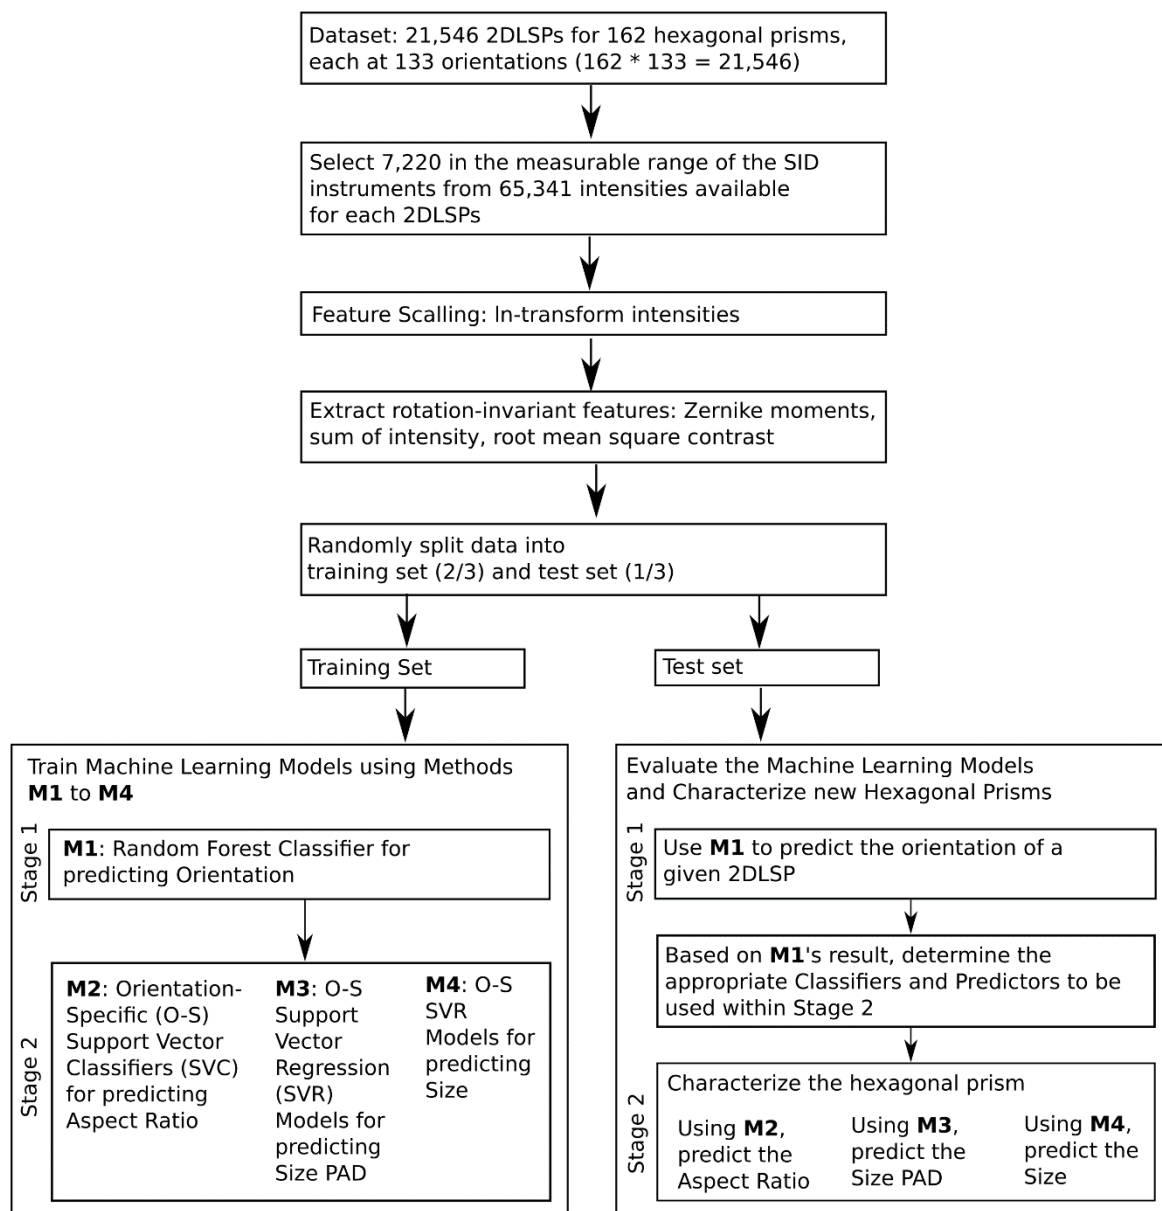 Dataset: 21,546 2DLSPs for 162 hexagonal prisms,
each at 133 orientations (162 * 133 = 21,546)
Select 7,220 in the measurable range of the SID
instruments from 65,341 intensities available
for each 2DLSPs
Feature Scalling: ln-transform intensities
Extract rotation-invariant features: Zernike moments,
sum of intensity, root mean square contrast
Randomly split data into
training set (2/3) and test set (1/3)
Training Set
Test set
Train Machine Learning Models using Methods
M1 to M4
Stage 1
M1: Random Forest Classifier for
predicting Orientation
Stage 2
M2: Orientation-
Specific (O-S)
Support Vector
Classifiers (SVC)
for predicting
Aspect Ratio
M3: O-S
Support
Vector
Regression
(SVR)
Models for
predicting
Size PAD
M4: O-S
SVR
Models for
predicting
Size
Evaluate the Machine Learning Models
and Characterize new Hexagonal Prisms
Stage 1
Use M1 to predict the orientation of a
given 2DLSP
Based on M1's result, determine the
appropriate Classifiers and Predictors to be
used within Stage 2
Stage 2
Characterize the hexagonal prism
Using M2,
predict the
Aspect Ratio
Using M3,
predict the
Size PAD
Using M4,
predict the
Size